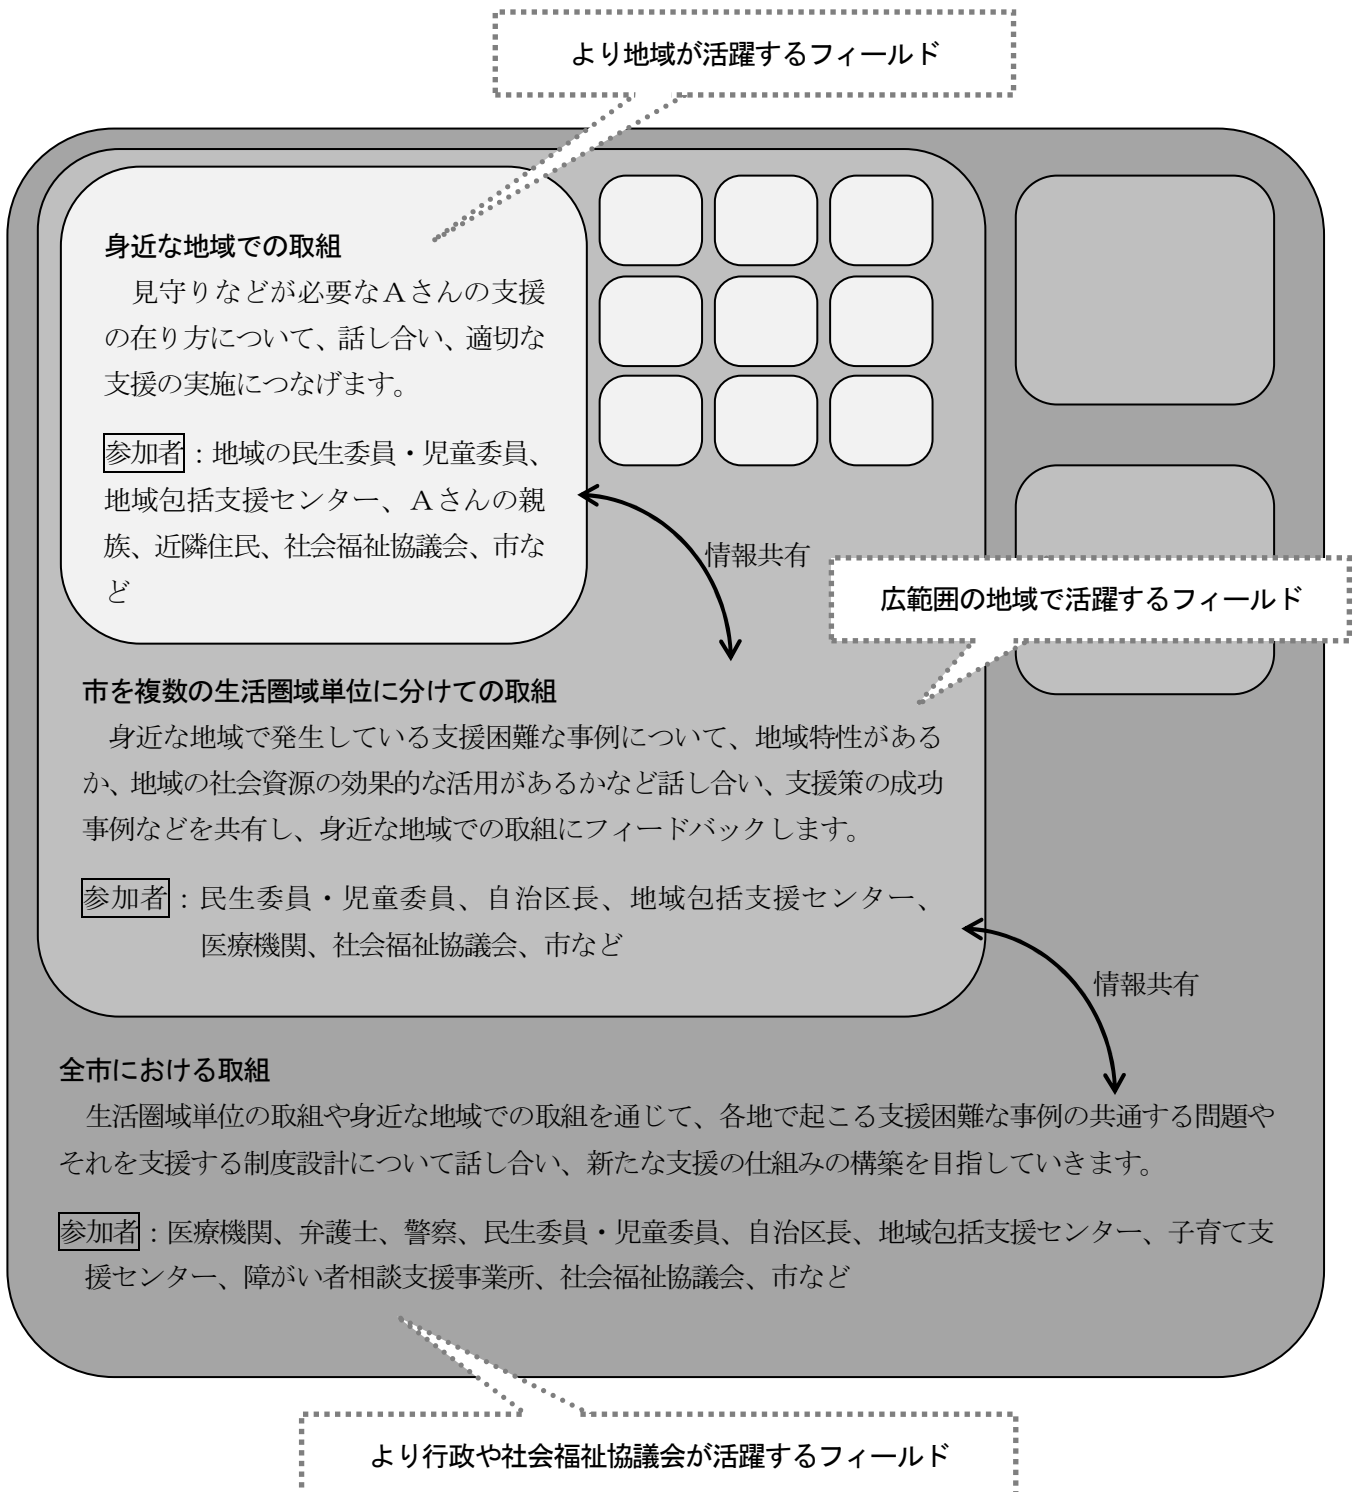 より地域が活躍するフィールド
身近な地域での取組
見守りなどが必要なAさんの支援
の在り方について、話し合い、適切な
支援の実施につなげます。
参加者：地域の民生委員・児童委員、
地域包括支援センター、Aさんの親
族、近隣住民、社会福祉協議会、市な
ど
情報共有
広範囲の地域で活躍するフィールド
市を複数の生活圏域単位に分けての取組
身近な地域で発生している支援困難な事例について、地域特性がある
か、地域の社会資源の効果的な活用があるかなど話し合い、支援策の成功
事例などを共有し、身近な地域での取組にフィードバックします。
参加者：民生委員・児童委員、自治区長、地域包括支援センター、
医療機関、社会福祉協議会、市など
情報共有
全市における取組
生活圏域単位の取組や身近な地域での取組を通じて、各地で起こる支援困難な事例の共通する問題や
それを支援する制度設計について話し合い、新たな支援の仕組みの構築を目指していきます。
参加者：医療機関、弁護士、警察、民生委員・児童委員、自治区長、地域包括支援センター、子育て支
援センター、障がい者相談支援事業所、社会福祉協議会、市など
より行政や社会福祉協議会が活躍するフィールド